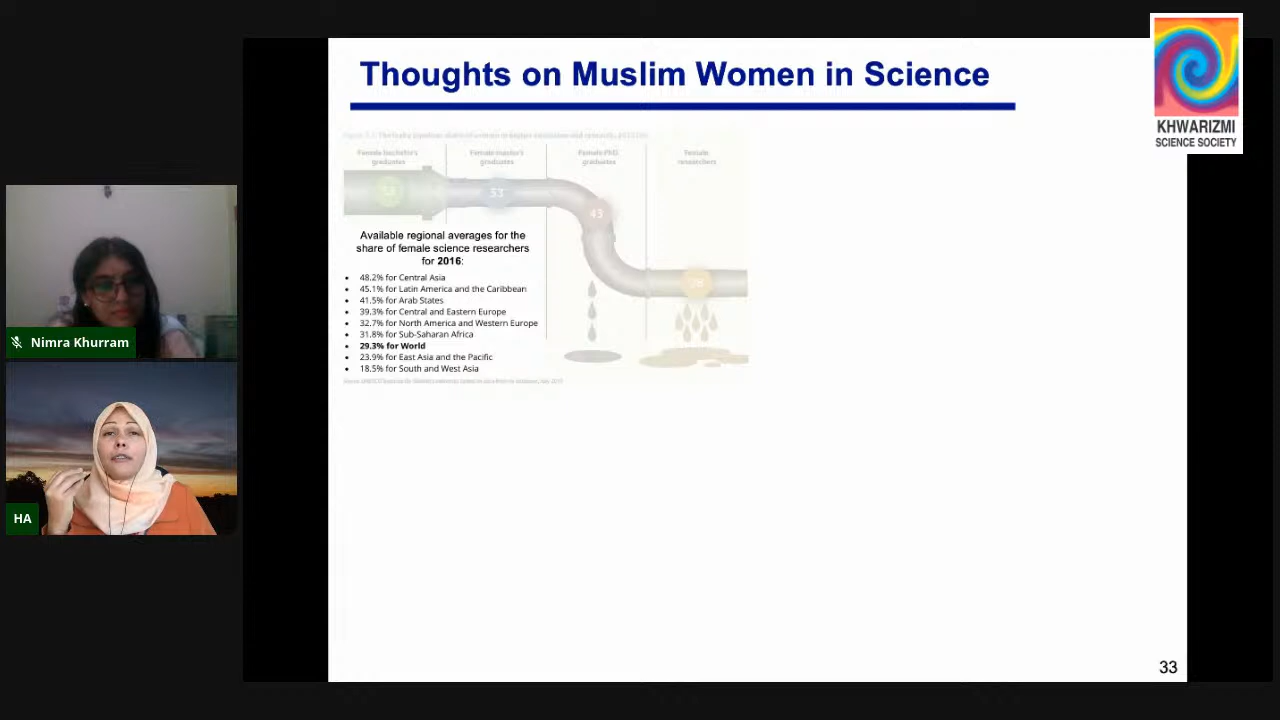 Thoughts on Muslim Women in Science
KHWARIZMI
SCIENCE SOCIETY
Female bachelor's
graduates
Female master's
graduates
Female PhD
graduates
Female
researchers
53
43
28
Available regional averages for the
share of female science researchers
for 2016:
• 48.2% for Central Asia
• 45.1% for Latin America and the Caribbean
• 41.5% for Arab States
• 39.3% for Central and Eastern Europe
• 32.7% for North America and Western Europe
• 31.8% for Sub-Saharan Africa
29.3% for World
• 23.9% for East Asia and the Pacific
• 18.5% for South and West Asia
Nimra Khurram
HA
33